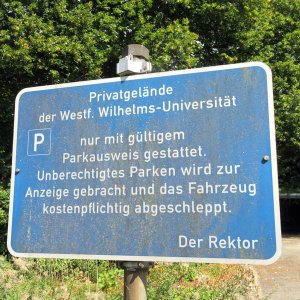 Privatgelände
der Westf. Wilhelms-Universität
P
nur mit gültigem
Parkausweis gestattet.
Unberechtigtes Parken wird zur
Anzeige gebracht und das Fahrzeug
kostenpflichtig abgeschleppt.
Der Rektor